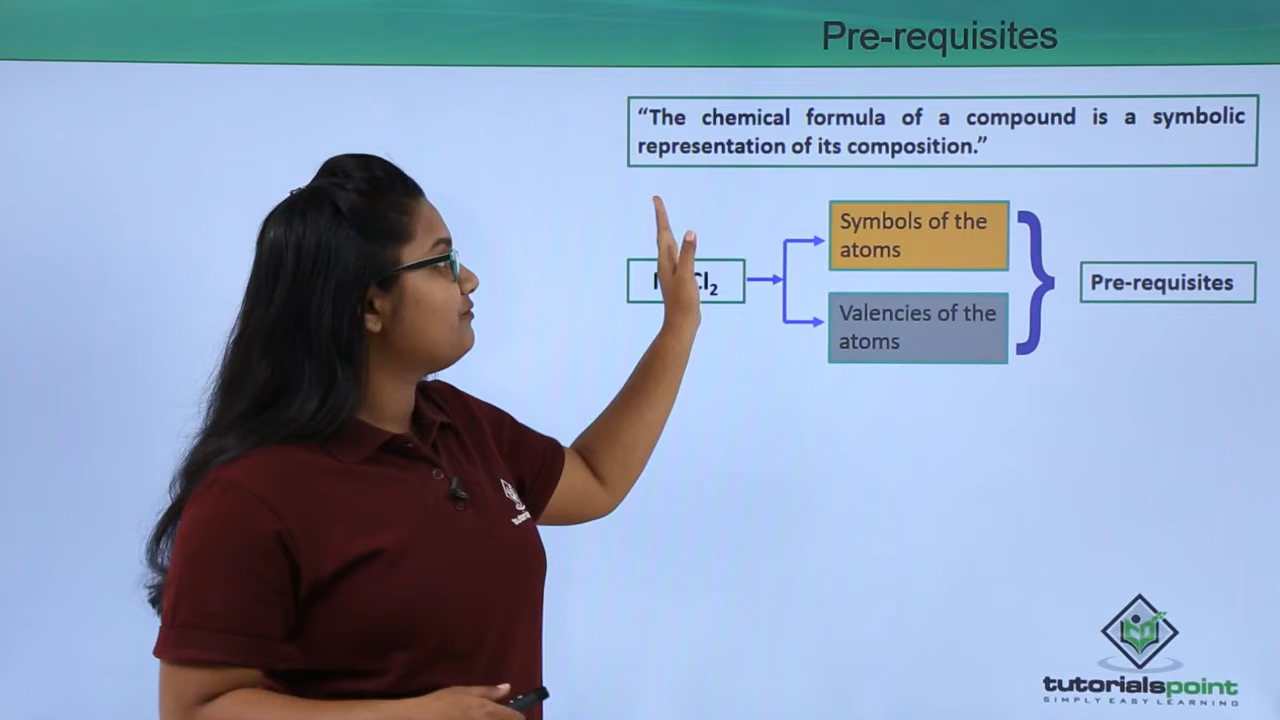 Pre-requisites
“The chemical formula of a compound is a symbolic
representation of its composition.”
Symbols of the
atoms
Valencies of the
atoms
Pre-requisites
tutorialspoint
SIMPLY EASY LEARNING